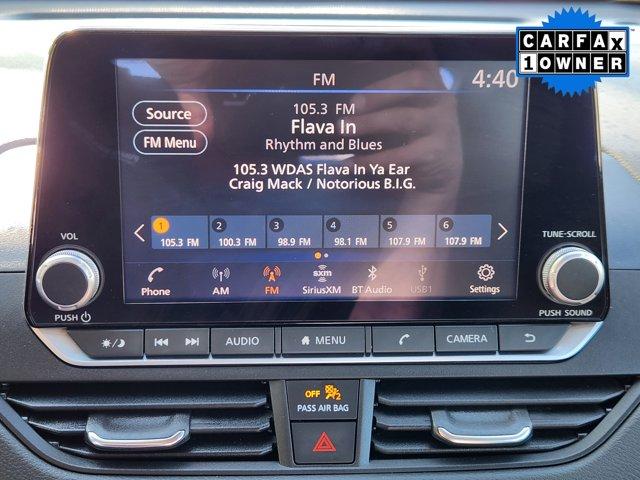 CARFAX
1 OWNER
FM
4:40
Source
FM Menu
105.3 FM
Flava In
Rhythm and Blues
105.3 WDAS Flava In Ya Ear
Craig Mack / Notorious B.I.G.
1 2 3 4 5 6
105.3 FM 100.3 FM 98.9 FM 98.1 FM 107.9 FM 107.9 FM
Phone AM FM sxm SiriusXM BT Audio USB1 Settings
VOL
PUSH
TUNE-SCROLL
PUSH SOUND
AUDIO MENU CAMERA
OFF 2
PASS AIR BAG